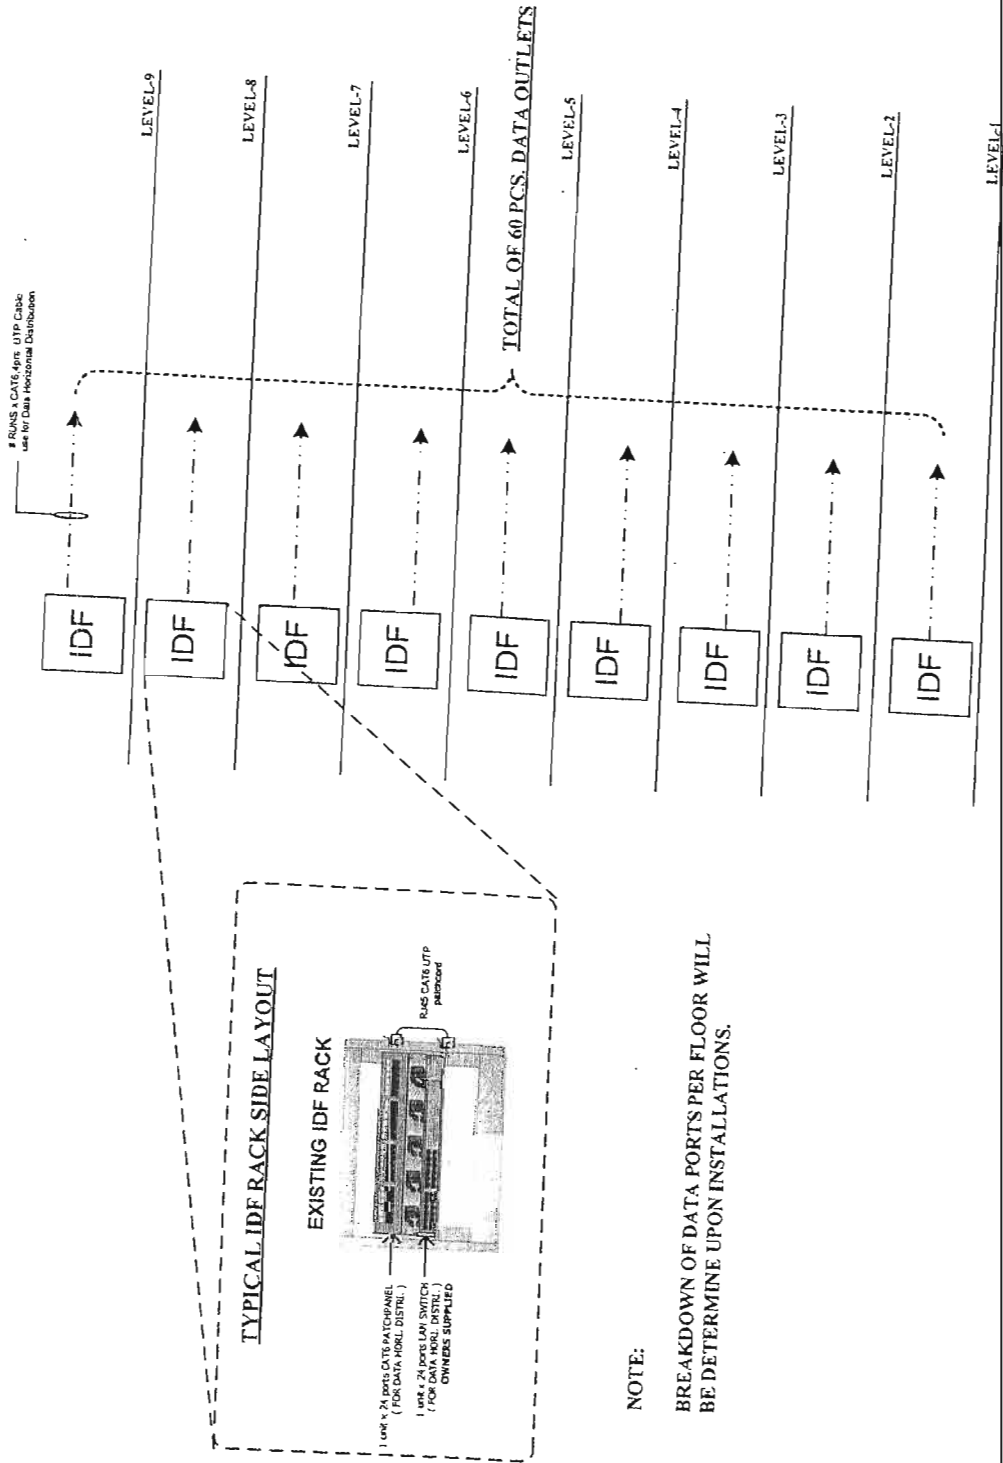 # RUNS x CAT6,4prs UTP Cable
use for Data Horizontal Distribution
IDF
LEVEL-9
IDF
LEVEL-8
IDF
LEVEL-7
IDF
LEVEL-6
IDF
LEVEL-5
IDF
LEVEL-4
IDF
LEVEL-3
IDF
LEVEL-2
IDF
LEVEL-1
TOTAL OF 60 PCS. DATA OUTLETS
TYPICAL IDF RACK SIDE LAYOUT
EXISTING IDF RACK
1 unit x 24 ports CAT6 PATCHPANEL
( FOR DATA HORI. DISTRI. )
1 unit x 24 ports LAN SWITCH
( FOR DATA HORI. DISTRI. )
OWNERS SUPPLIED
RJ45 CAT6 UTP
patchcord
NOTE:
BREAKDOWN OF DATA PORTS PER FLOOR WILL
BE DETERMINE UPON INSTALLATIONS.